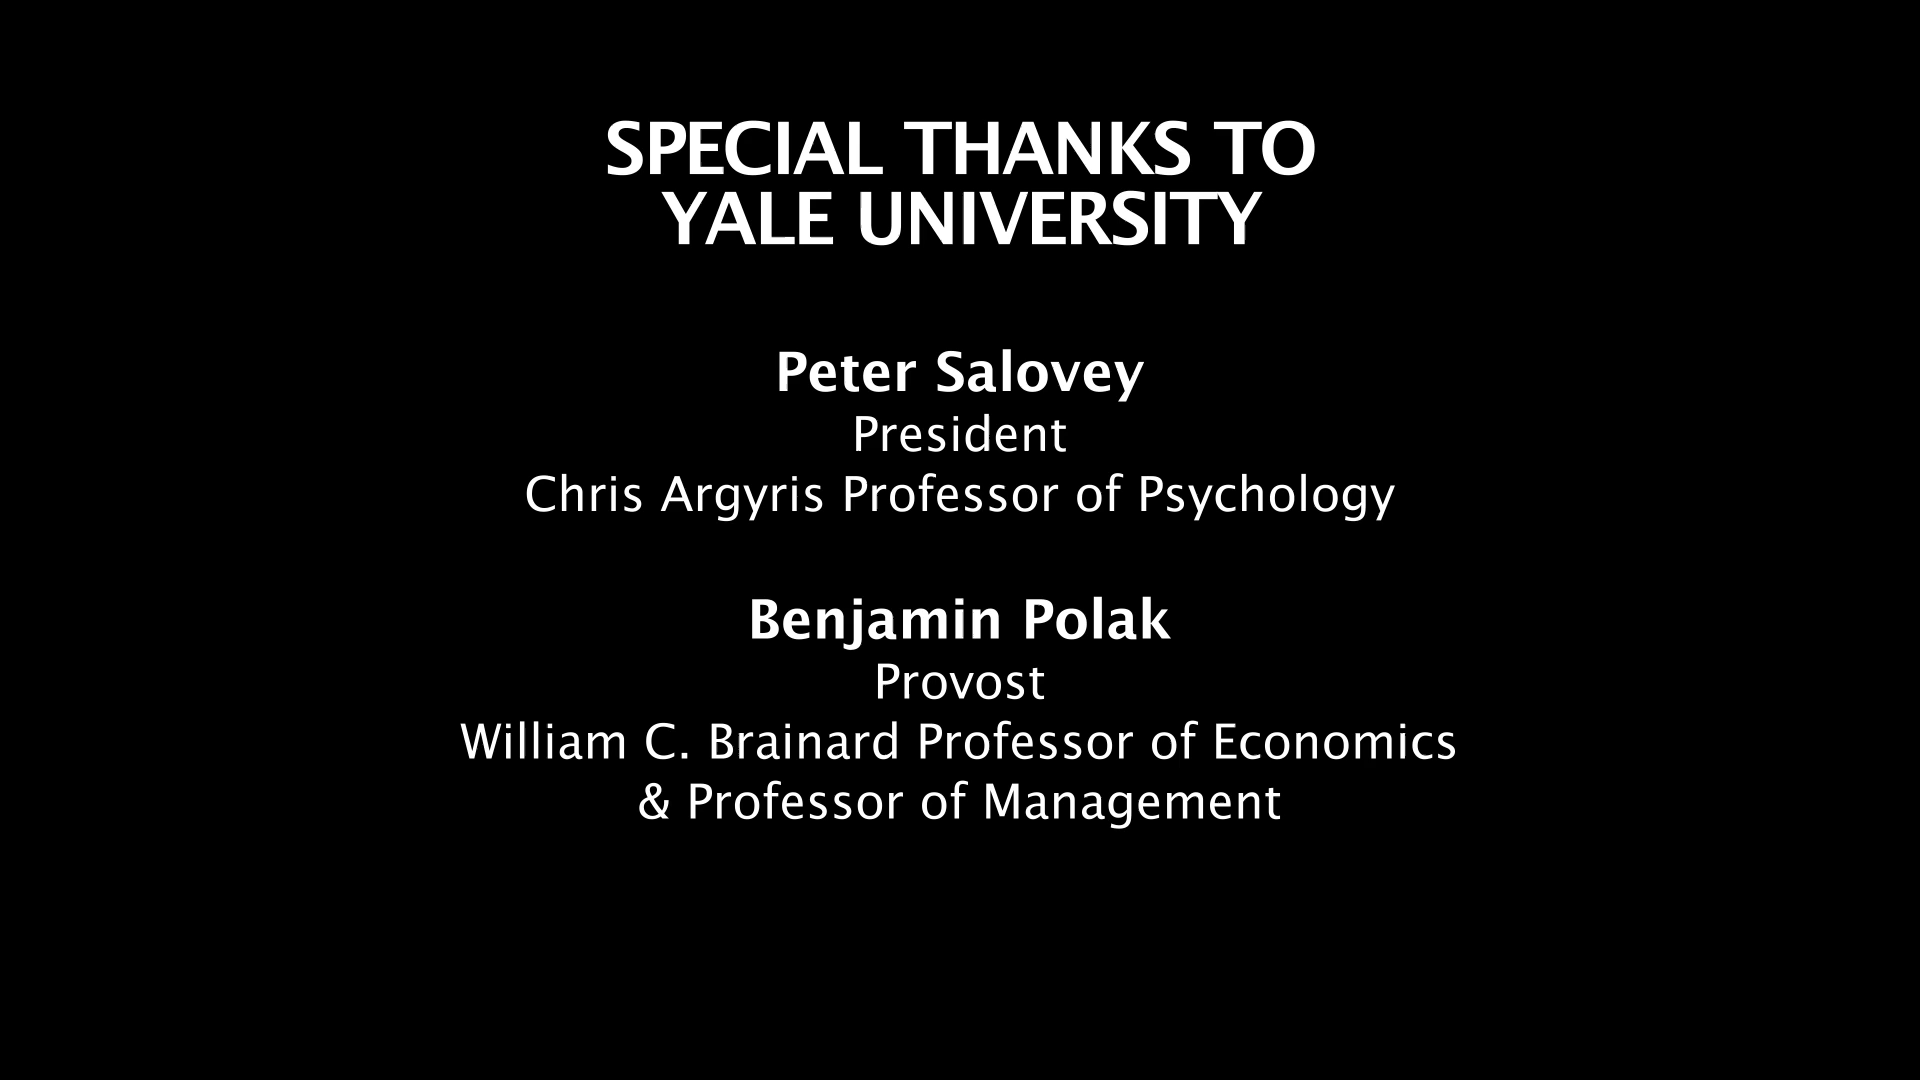 SPECIAL THANKS TO
YALE UNIVERSITY
Peter Salovey
President
Chris Argyris Professor of Psychology
Benjamin Polak
Provost
William C. Brainard Professor of Economics
& Professor of Management